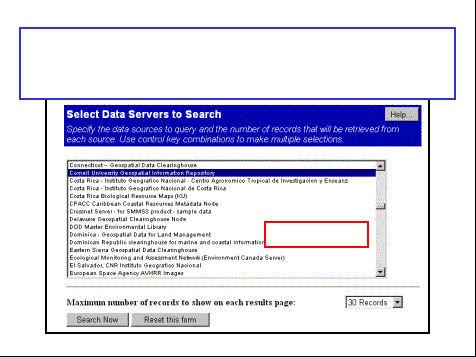 Select Data Servers to Search
Help...
Specify the data sources to query and the number of records that will be retrieved from
each source. Use control key combinations to make multiple selections.
Connecticut -- Geospatial Data Clearinghouse
Cornell University Geospatial Information Repository
Costa Rica - Instituto Geografico Nacional - Centro Agronomico Tropical de Investigacion y Ensenanz
Costa Rica - Instituto Geografico Nacional de Costa Rica
Costa Rica - Biological Resource Maps (KU)
CPACC Caribbean Coastal Resources Metadata Node
Cresnet Server - for SMMS3 product - sample data
Delaware Geospatial Clearinghouse Node
DOD Master Environmental Library
Dominica - Geospatial Data for Land Management
Dominican Republic clearinghouse for marine and coastal information
Eastern Sierra Geospatial Data Clearinghouse
Ecological Monitoring and Assessment Network (Environment Canada Server)
El Salvador, CNR Instituto Geografico Nacional
European Space Agency AVHRR Images
Maximum number of records to show on each results page:
30 Records
Search Now
Reset this form